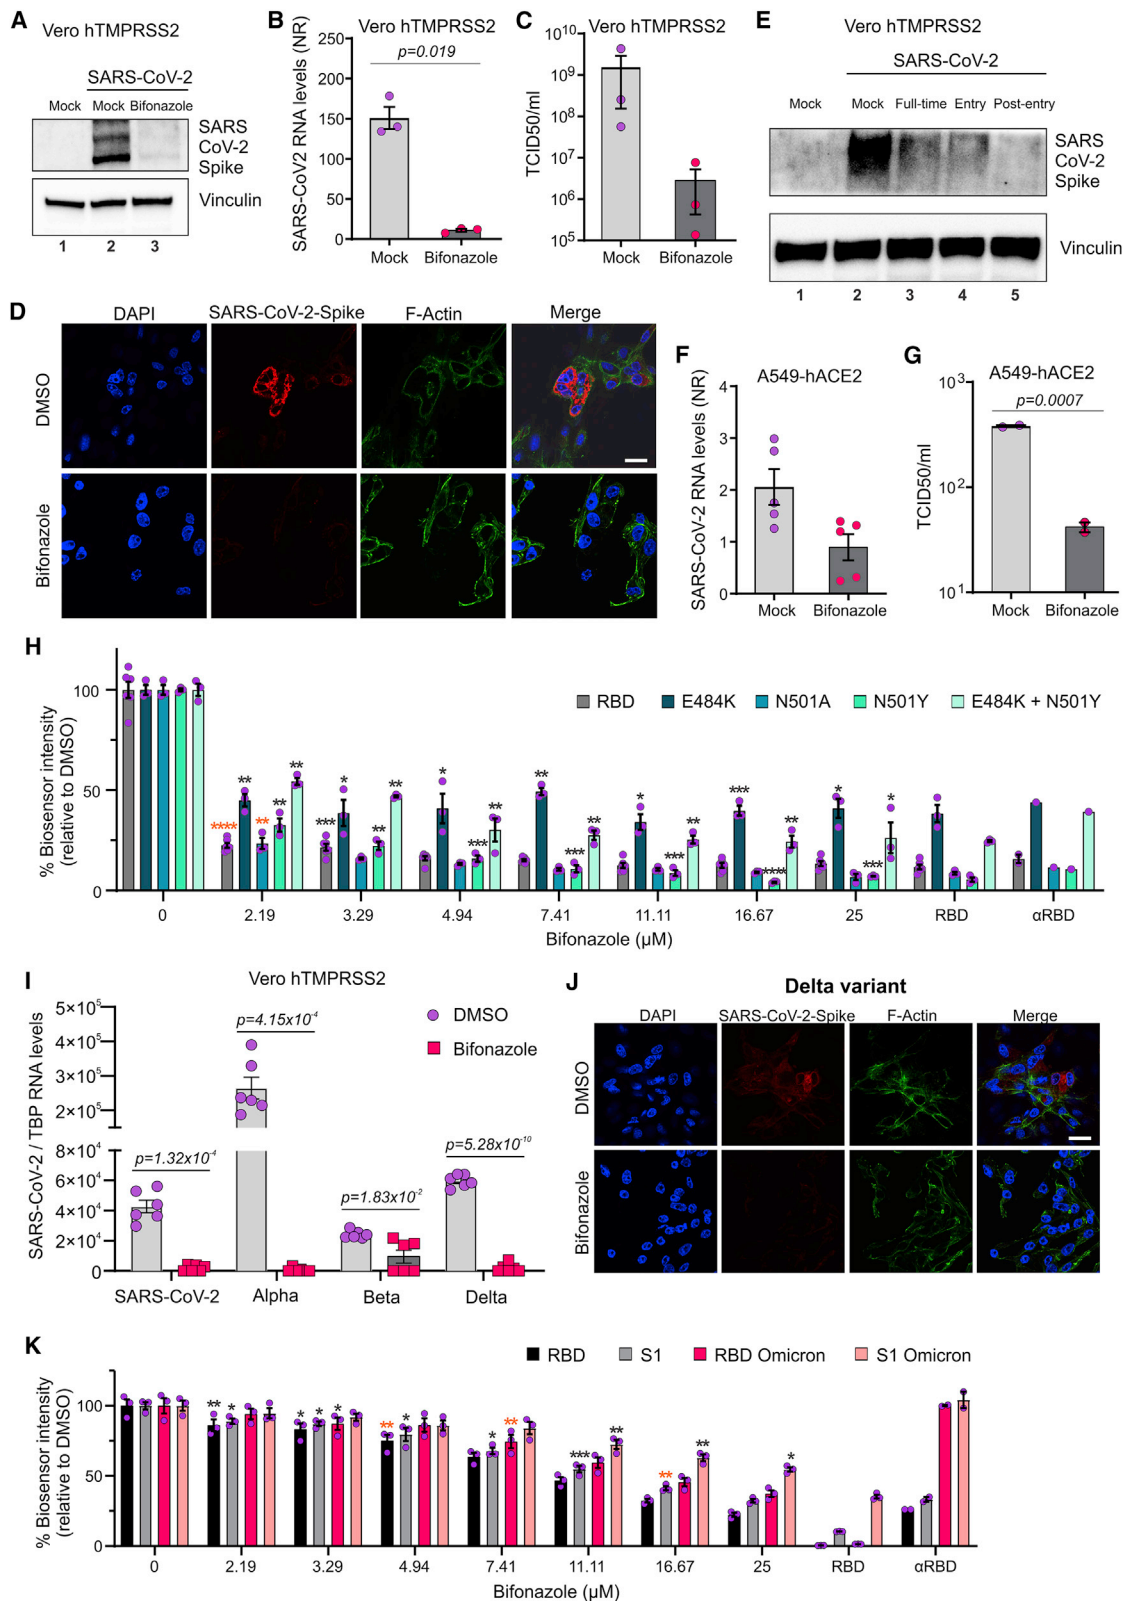 A
Vero hTMPRSS2
SARS-CoV-2
Mock Mock Bifonazole
SARS
CoV-2
Spike
Vinculin
1 2 3
B
Vero hTMPRSS2
SARS-CoV2 RNA levels (NR)
250
200
150
100
50
0
p=0.019
Mock Bifonazole
C
Vero hTMPRSS2
TCID50/ml
10^10
10^9
10^8
10^7
10^6
10^5
Mock Bifonazole
E
Vero hTMPRSS2
SARS-CoV-2
Mock Mock Full-time Entry Post-entry
SARS
CoV-2
Spike
Vinculin
1 2 3 4 5
D
DAPI SARS-CoV-2-Spike F-Actin Merge
DMSO
Bifonazole
F
A549-hACE2
SARS-CoV-2 RNA levels (NR)
4
3
2
1
0
Mock Bifonazole
G
A549-hACE2
p=0.0007
TCID50/ml
10^3
10^2
10^1
Mock Bifonazole
H
% Biosensor intensity
(relative to DMSO)
100
50
0
RBD E484K N501A N501Y E484K + N501Y
**** ** ** ** **
*** * ** **
* *** **
** *** **
* *** **
*** **** **
* *** *
0 2.19 3.29 4.94 7.41 11.11 16.67 25 RBD αRBD
Bifonazole (µM)
I
Vero hTMPRSS2
SARS-CoV-2 / TBP RNA levels
5×10^5
4×10^5
3×10^5
2×10^5
8×10^4
6×10^4
4×10^4
2×10^4
0
DMSO
Bifonazole
p=1.32x10^-4
p=4.15x10^-4
p=1.83x10^-2
p=5.28x10^-10
SARS-CoV-2 Alpha Beta Delta
J
Delta variant
DAPI SARS-CoV-2-Spike F-Actin Merge
DMSO
Bifonazole
K
% Biosensor intensity
(relative to DMSO)
100
50
0
RBD S1 RBD Omicron S1 Omicron
** *
* * *
** *
* **
*** **
** **
*
0 2.19 3.29 4.94 7.41 11.11 16.67 25 RBD αRBD
Bifonazole (µM)